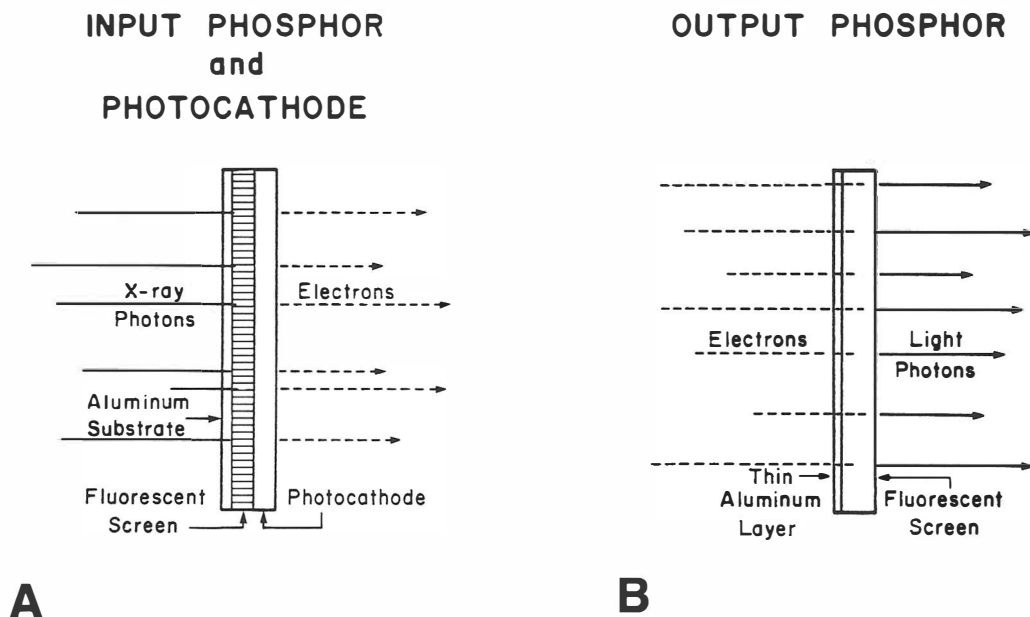 INPUT PHOSPHOR
and
PHOTOCATHODE
X-ray
Photons
Electrons
Aluminum
Substrate
Fluorescent
Screen
Photocathode
A
OUTPUT PHOSPHOR
Electrons
Light
Photons
Thin
Aluminum
Layer
Fluorescent
Screen
B